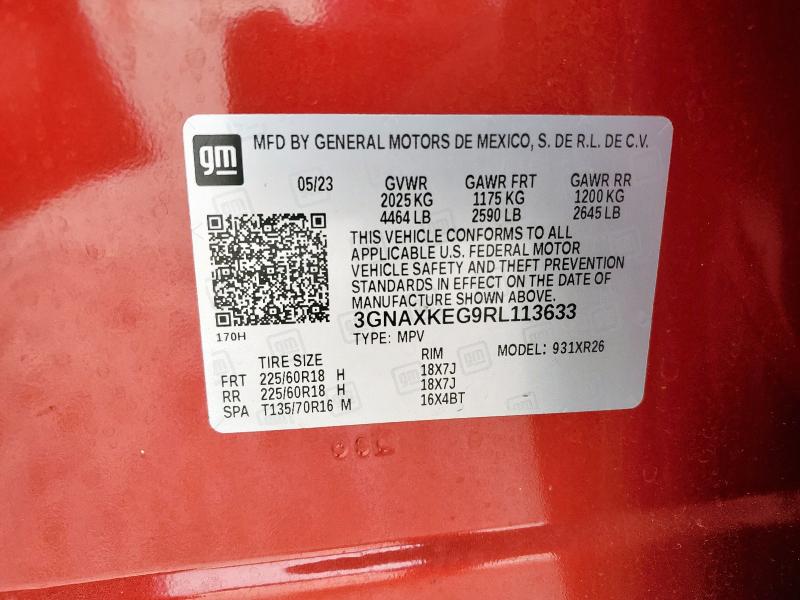 gm
MFD BY GENERAL MOTORS DE MEXICO, S. DE R.L. DE C.V.
05/23 GVWR GAWR FRT GAWR RR
2025 KG 1175 KG 1200 KG
4464 LB 2590 LB 2645 LB
THIS VEHICLE CONFORMS TO ALL
APPLICABLE U.S. FEDERAL MOTOR
VEHICLE SAFETY AND THEFT PREVENTION
STANDARDS IN EFFECT ON THE DATE OF
MANUFACTURE SHOWN ABOVE.
3GNAXKEG9RL113633
170H
TYPE: MPV MODEL: 931XR26
TIRE SIZE RIM
FRT 225/60R18 H 18X7J
RR 225/60R18 H 18X7J
SPA T135/70R16 M 16X4BT